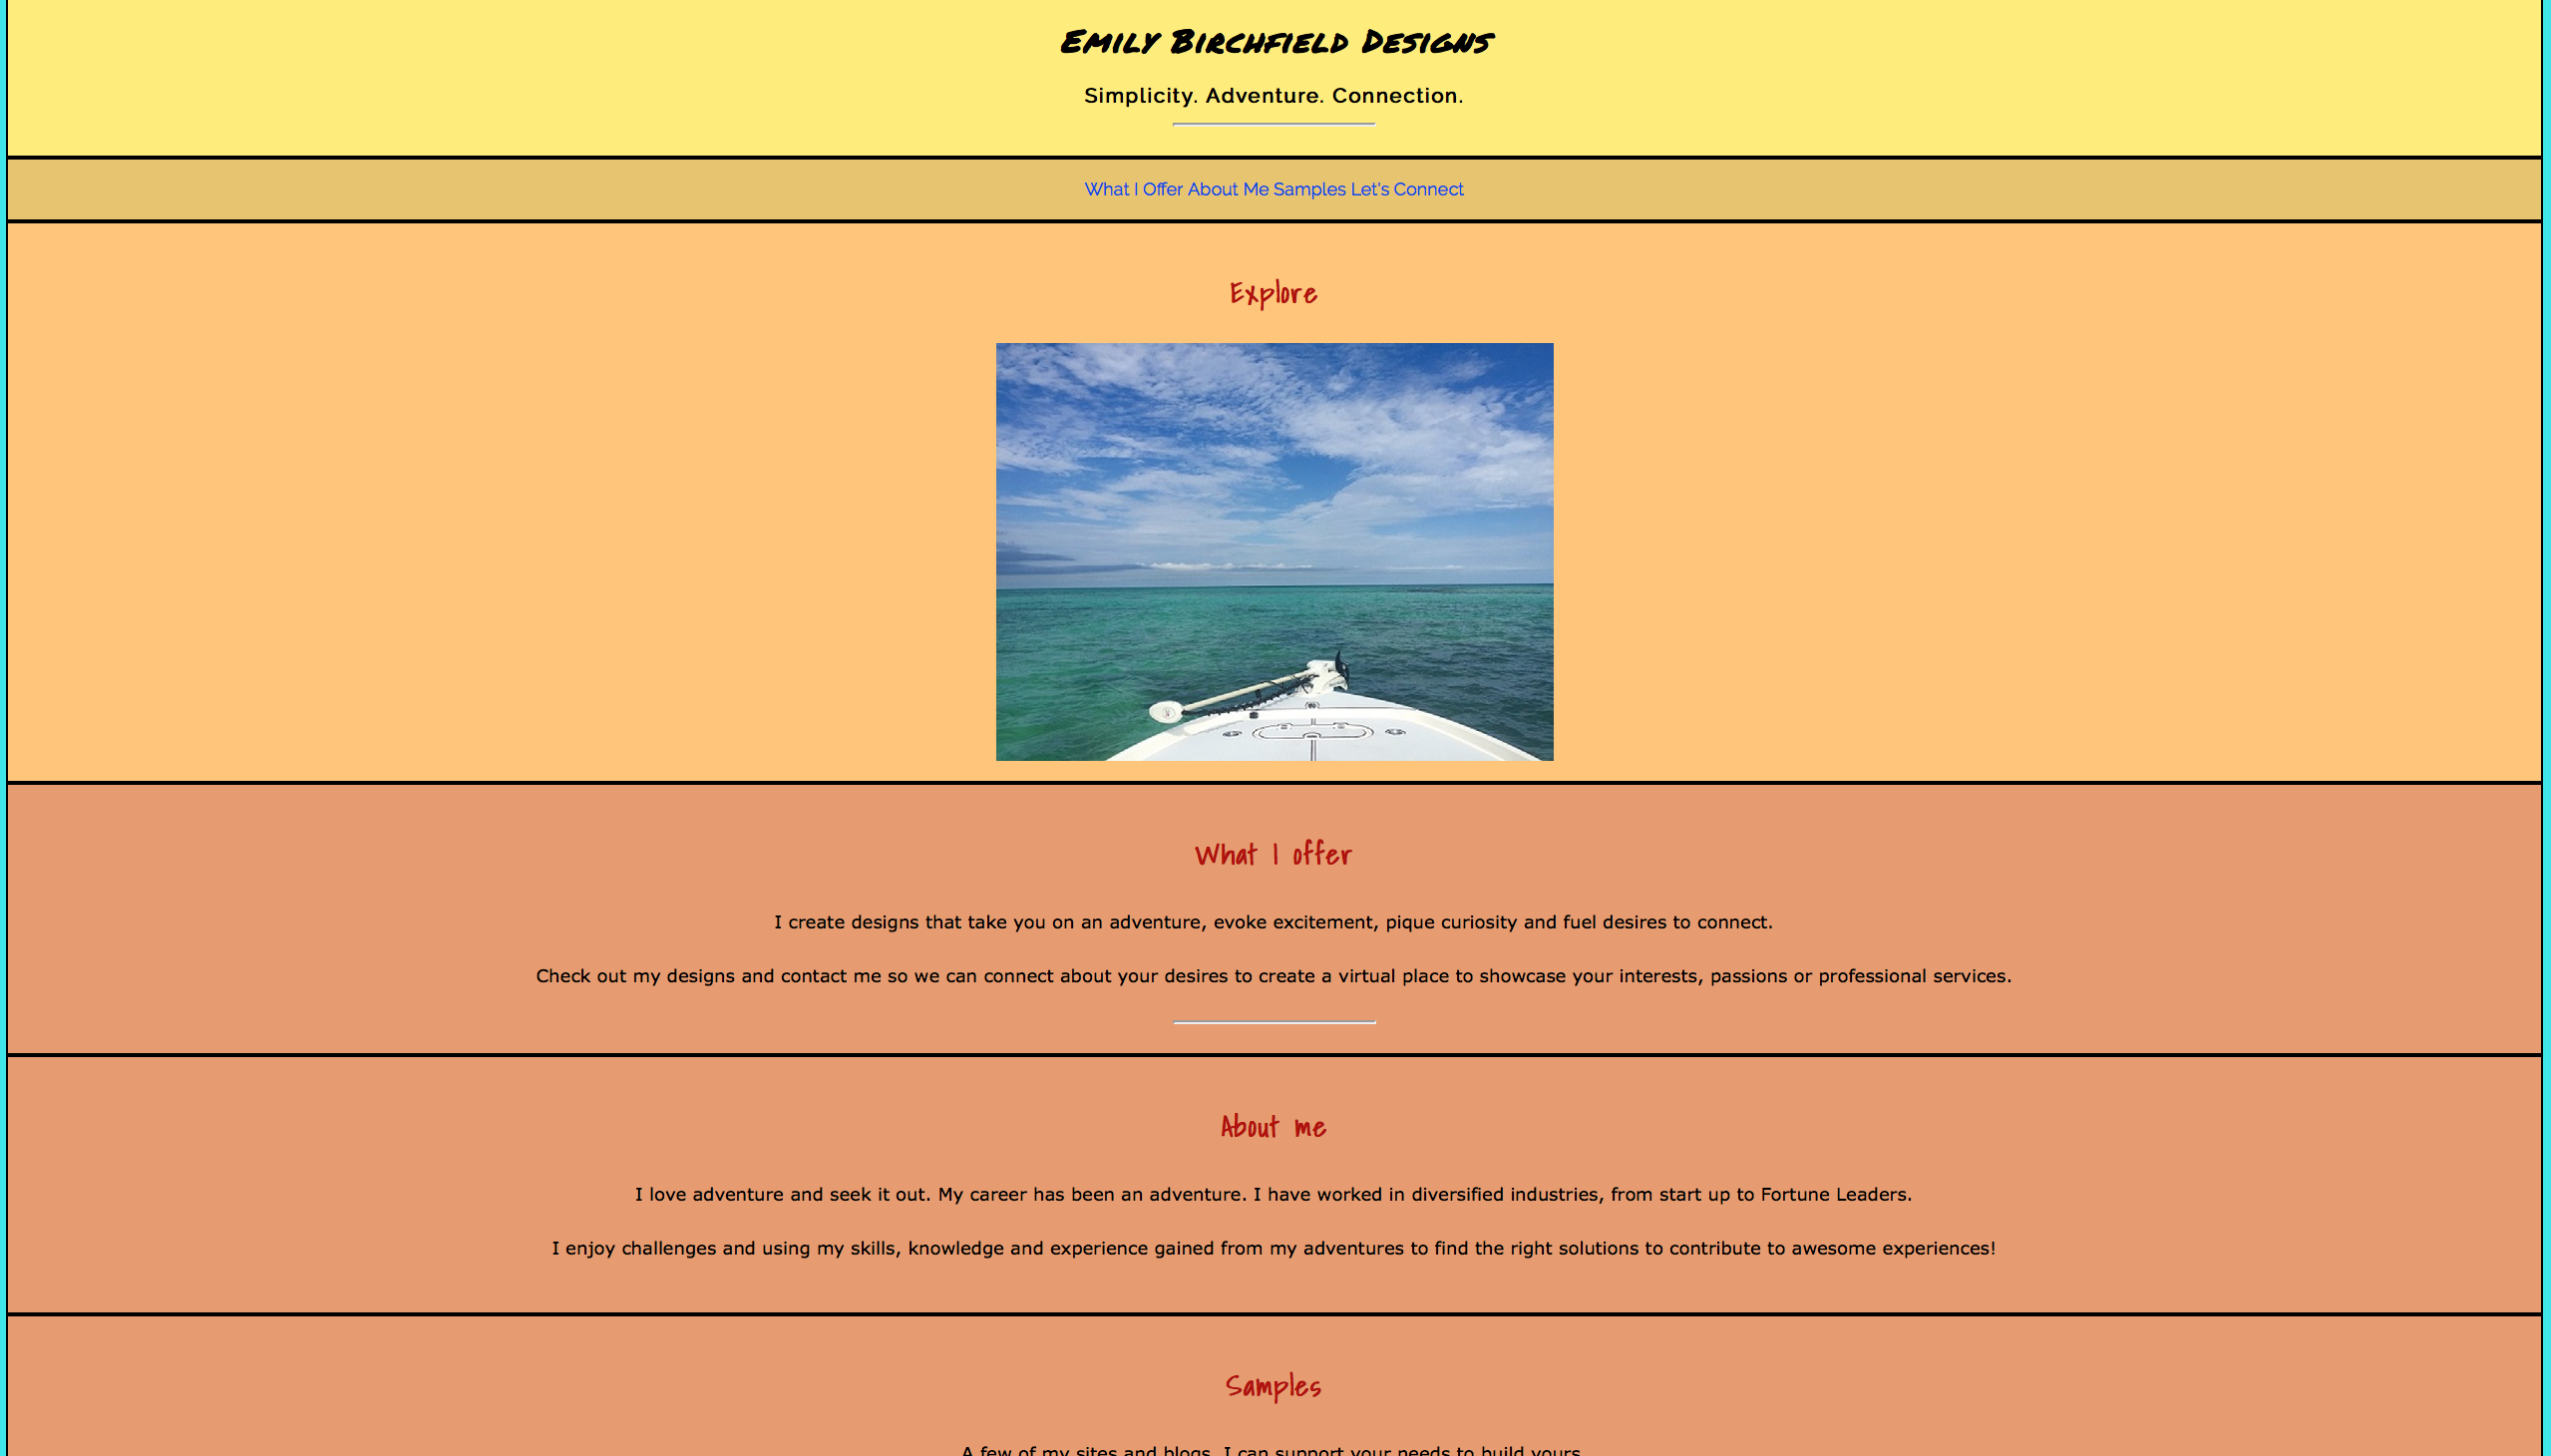 Emily Birchfield Designs
Simplicity. Adventure. Connection.
What I Offer About Me Samples Let's Connect
Explore
What I offer
I create designs that take you on an adventure, evoke excitement, pique curiosity and fuel desires to connect.
Check out my designs and contact me so we can connect about your desires to create a virtual place to showcase your interests, passions or professional services.
About me
I love adventure and seek it out. My career has been an adventure. I have worked in diversified industries, from start up to Fortune Leaders.
I enjoy challenges and using my skills, knowledge and experience gained from my adventures to find the right solutions to contribute to awesome experiences!
Samples
A few of my sites and blogs. I can support your needs to build yours